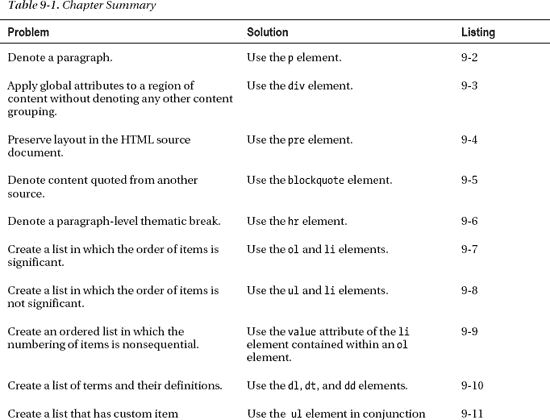 Table 9-1. Chapter Summary
Problem Solution Listing
Denote a paragraph. Use the p element. 9-2
Apply global attributes to a region of Use the div element. 9-3
content without denoting any other content
grouping.
Preserve layout in the HTML source Use the pre element. 9-4
document.
Denote content quoted from another Use the blockquote element. 9-5
source.
Denote a paragraph-level thematic break. Use the hr element. 9-6
Create a list in which the order of items is Use the ol and li elements. 9-7
significant.
Create a list in which the order of items is Use the ul and li elements. 9-8
not significant.
Create an ordered list in which the Use the value attribute of the li 9-9
numbering of items is nonsequential. element contained within an ol
element.
Create a list of terms and their definitions. Use the dl, dt, and dd elements. 9-10
Create a list that has custom item Use the ul element in conjunction 9-11